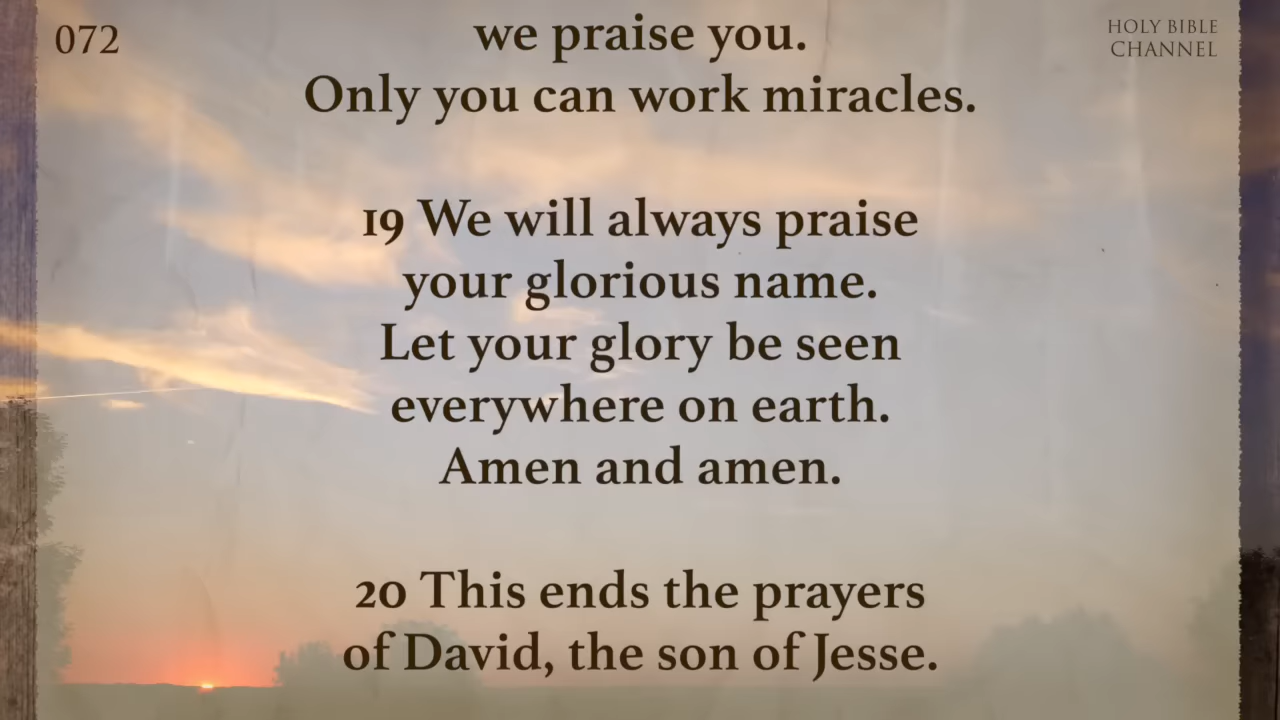 072
HOLY BIBLE
CHANNEL
we praise you.
Only you can work miracles.
19 We will always praise
your glorious name.
Let your glory be seen
everywhere on earth.
Amen and amen.
20 This ends the prayers
of David, the son of Jesse.